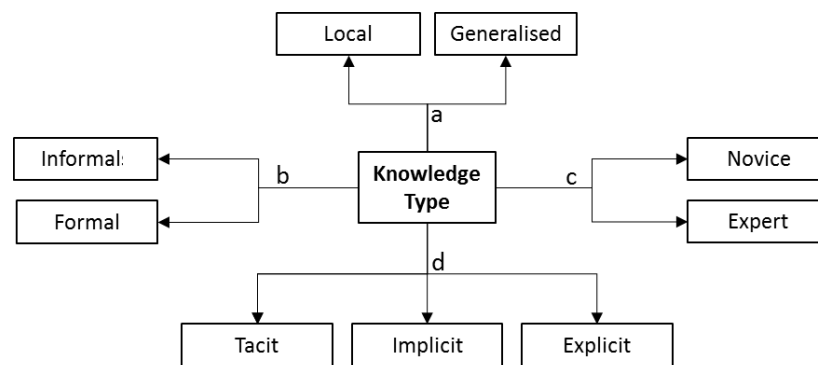 Local
Generalised
a
Informal:
b
Knowledge
Type
c
Novice
Formal
Expert
d
Tacit
Implicit
Explicit